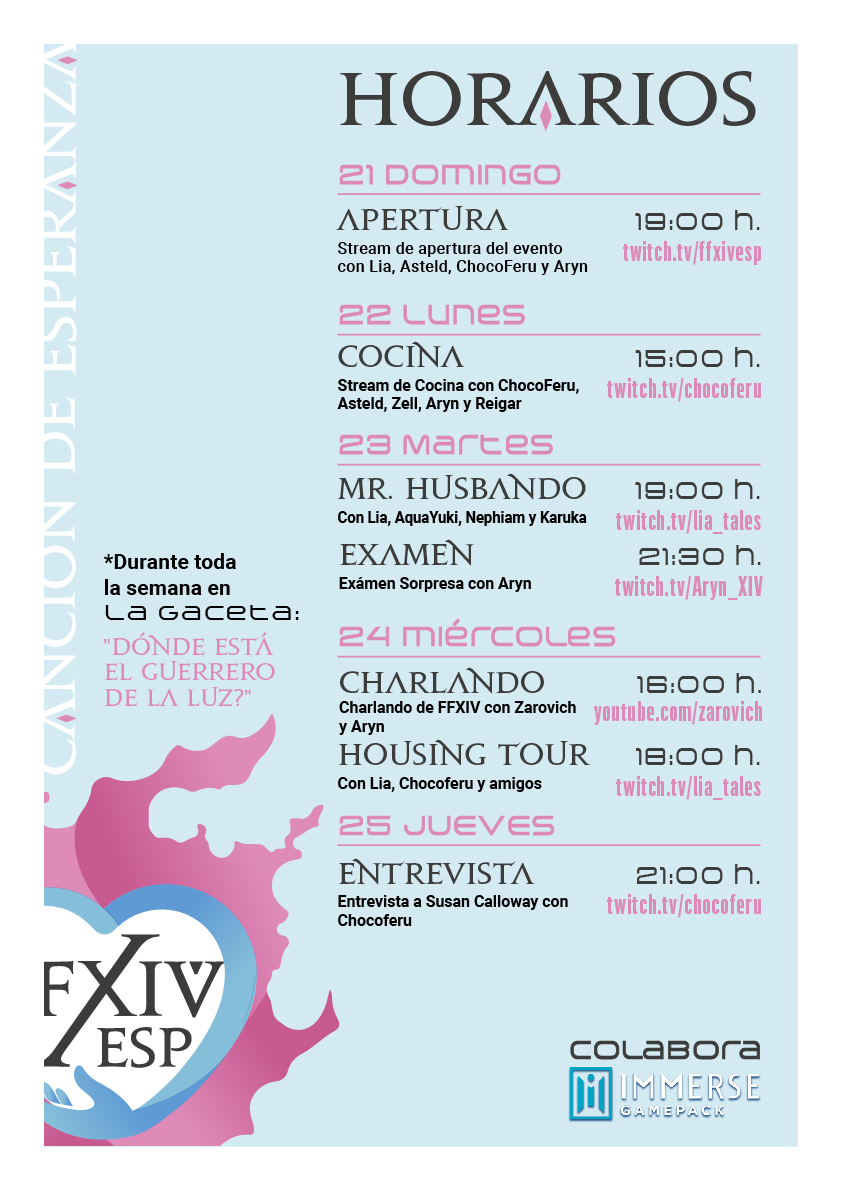 CANCION DE ESPERANZA
HORARIOS
21 DOMINGO
APERTURA
18:00 h.
Stream de apertura del evento
con Lia, Asteld, ChocoFeru y Aryn
twitch.tv/ffxivesp
22 Lunes
COCINA
15:00 h.
Stream de Cocina con ChocoFeru,
Asteld, Zell, Aryn y Reigar
twitch.tv/chocoferu
23 Martes
MR. HUSBANDO
19:00 h.
Con Lia, AquaYuki, Nephiam y Karuka
twitch.tv/lia_tales
EXAMEN
21:30 h.
Exámen Sorpresa con Aryn
twitch.tv/Aryn_XIV
24 miércoles
CHARLANDO
16:00 h.
Charlando de FFXIV con Zarovich
y Aryn
youtube.com/zarovich
HOUSING TOUR
18:00 h.
Con Lia, Chocoferu y amigos
twitch.tv/lia_tales
25 JUEVES
ENTREVISTA
21:00 h.
Entrevista a Susan Calloway con
Chocoferu
twitch.tv/chocoferu
*Durante toda
la semana en
La Gaceta:
"DÓNDE ESTÁ
EL GUERRERO
DE LA LUZ?"
FFXIV
ESP
COLABORA
IMMERSE
GAMEPACK